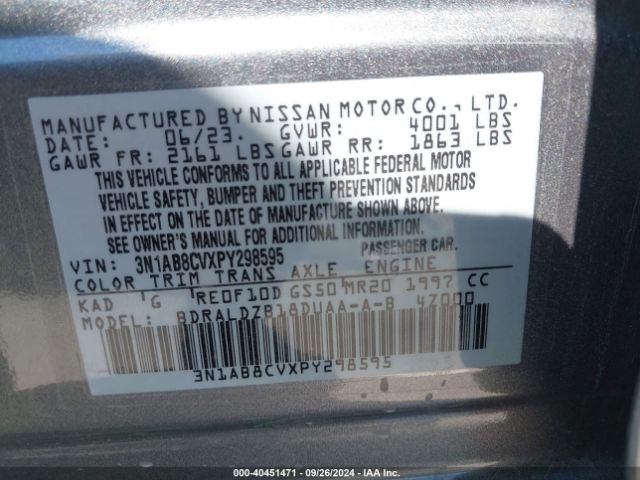 MANUFACTURED BY NISSAN MOTOR CO., LTD.
DATE: 06/23. GVWR: 4001 LBS
GAWR FR: 2161 LBS GAWR RR: 1863 LBS
THIS VEHICLE CONFORMS TO ALL APPLICABLE FEDERAL MOTOR
VEHICLE SAFETY, BUMPER AND THEFT PREVENTION STANDARDS
IN EFFECT ON THE DATE OF MANUFACTURE SHOWN ABOVE.
SEE OWNER'S MANUAL FOR ADDITIONAL INFORMATION.
VIN: 3N1AB8CVXPY298595 PASSENGER CAR.
COLOR TRIM TRANS AXLE ENGINE
KAD G RE0F10D GS50 MR20 1997 CC
MODEL: BDRALDZB18DUAA-A-B 4Z000
3N1AB8CVXPY298595
000-40451471 - 09/26/2024 - IAA Inc.